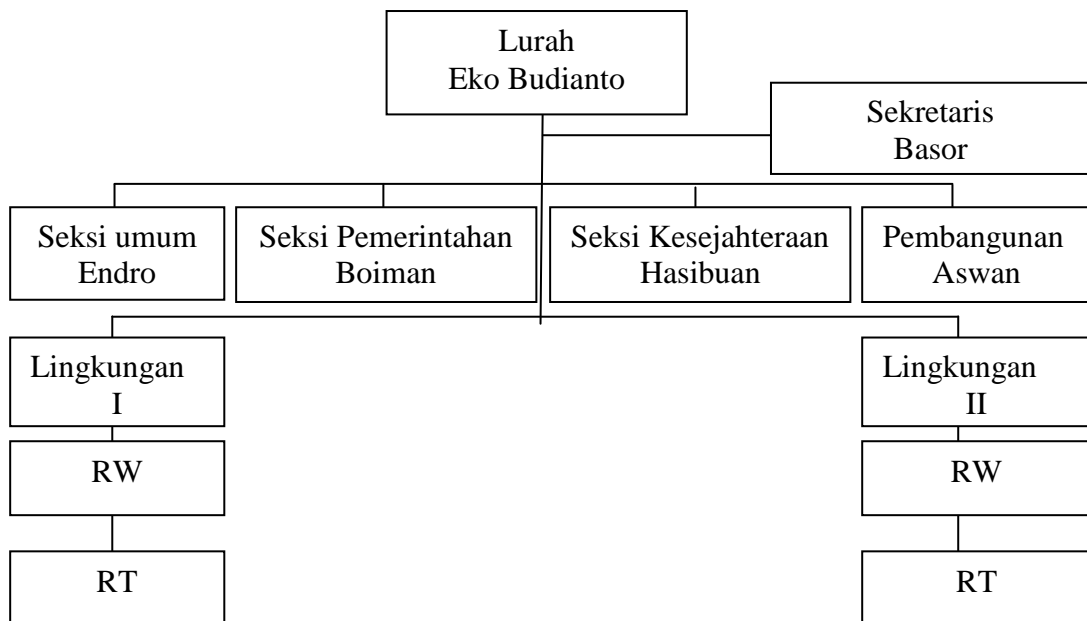 Lurah
Eko Budianto
Sekretaris
Basor
Seksi umum
Endro
Seksi Pemerintahan
Boiman
Seksi Kesejahteraan
Hasibuan
Pembangunan
Aswan
Lingkungan
I
Lingkungan
II
RW
RW
RT
RT